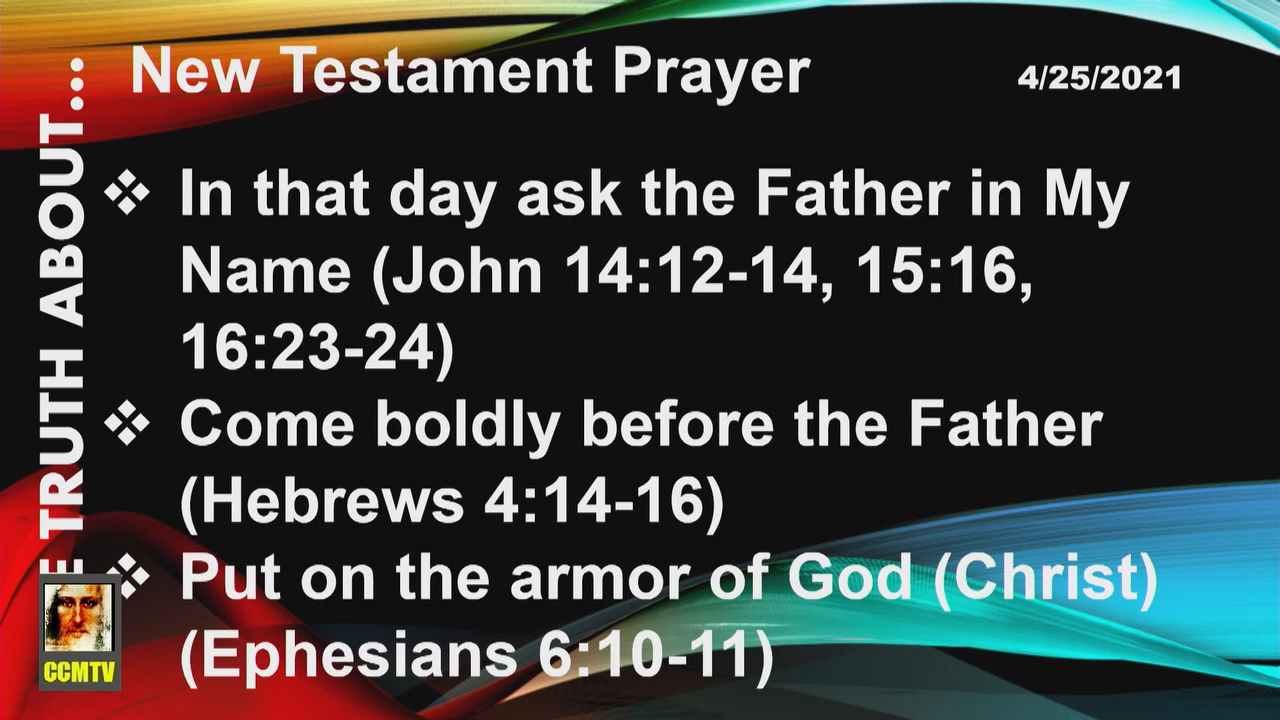 New Testament Prayer
4/25/2021
E TRUTH ABOUT...
❖ In that day ask the Father in My
Name (John 14:12-14, 15:16,
16:23-24)
❖ Come boldly before the Father
(Hebrews 4:14-16)
❖ Put on the armor of God (Christ)
(Ephesians 6:10-11)
CCMTV